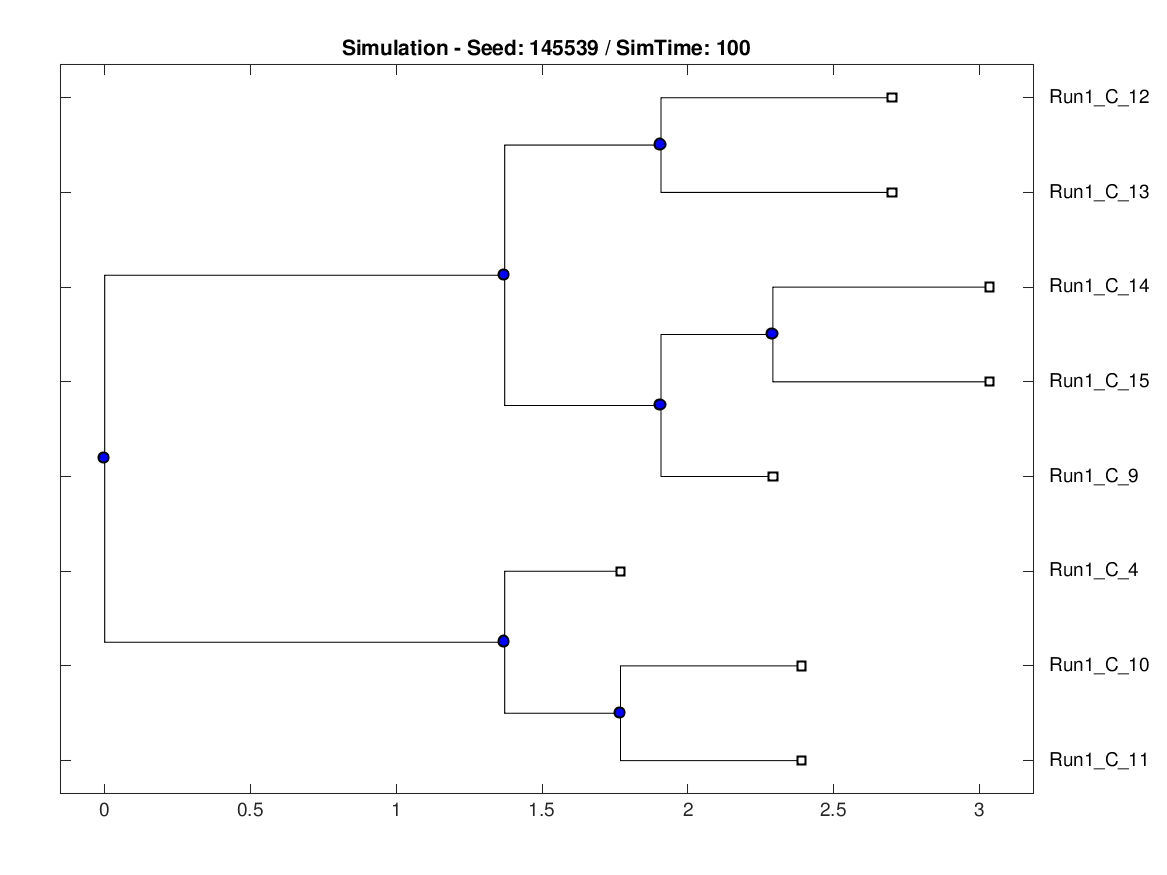 Simulation - Seed: 145539 / SimTime: 100
Run1_C_12
Run1_C_13
Run1_C_14
Run1_C_15
Run1_C_9
Run1_C_4
Run1_C_10
Run1_C_11
0 0.5 1 1.5 2 2.5 3